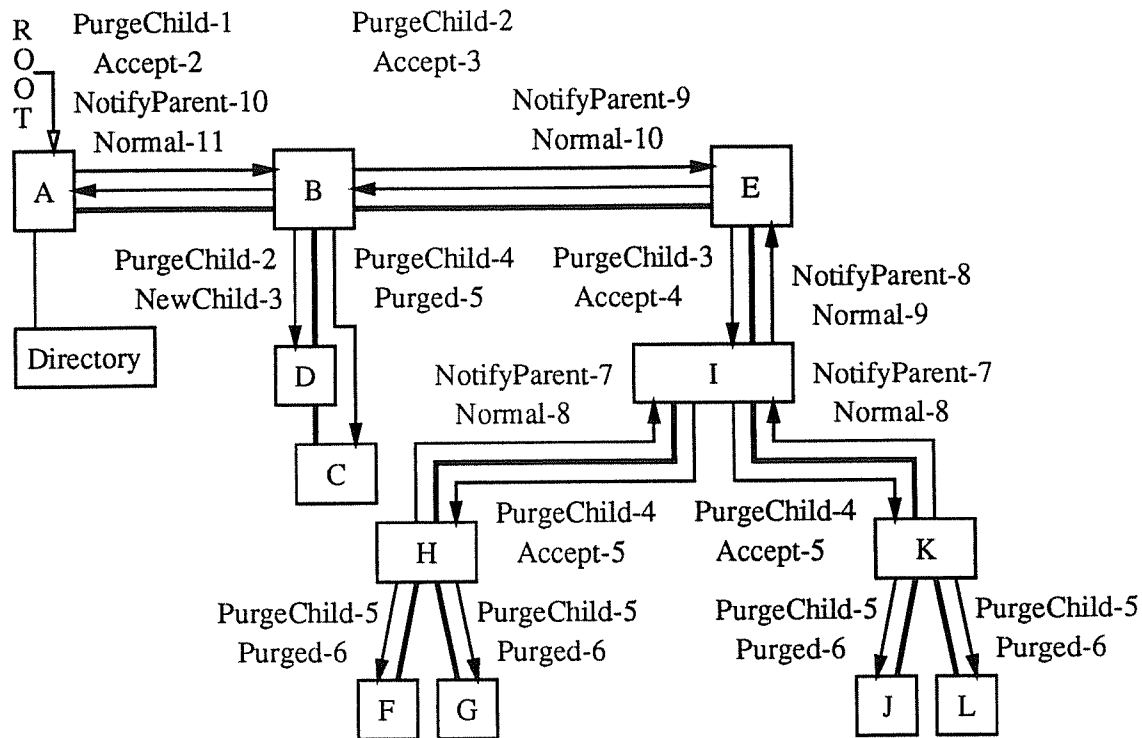 ROOT
PurgeChild-1
Accept-2
NotifyParent-10
Normal-11
PurgeChild-2
Accept-3
NotifyParent-9
Normal-10
A
B
E
PurgeChild-2
NewChild-3
PurgeChild-4
Purged-5
PurgeChild-3
Accept-4
NotifyParent-8
Normal-9
Directory
D
I
NotifyParent-7
Normal-8
NotifyParent-7
Normal-8
C
PurgeChild-4
Accept-5
PurgeChild-4
Accept-5
H
K
PurgeChild-5
Purged-6
PurgeChild-5
Purged-6
PurgeChild-5
Purged-6
PurgeChild-5
Purged-6
F
G
J
L